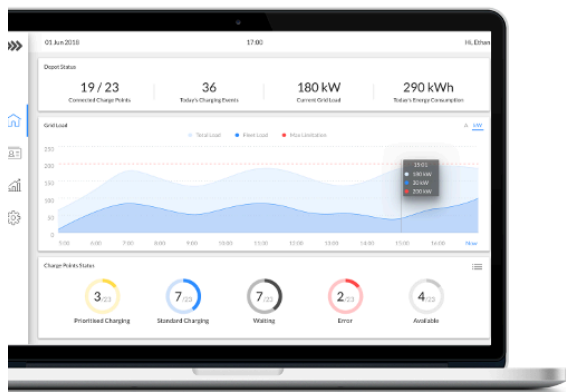 01 Jun 2018 17:00 Hi, Ethan
Depot Status
19 / 23 36 180 kW 290 kWh
Connected Charge Points Today's Charging Events Current Grid Load Today's Energy Consumption
Grid Load A kW
Total Load Fleet Load Max Limitation
250
200
150
100
50
0
15:01
180 kW
30 kW
200 kW
5:00 6:00 7:00 8:00 9:00 10:00 11:00 12:00 13:00 14:00 15:00 16:00 Now
Charge Points Status
3/23 7/23 7/23 2/23 4/23
Prioritised Charging Standard Charging Waiting Error Available